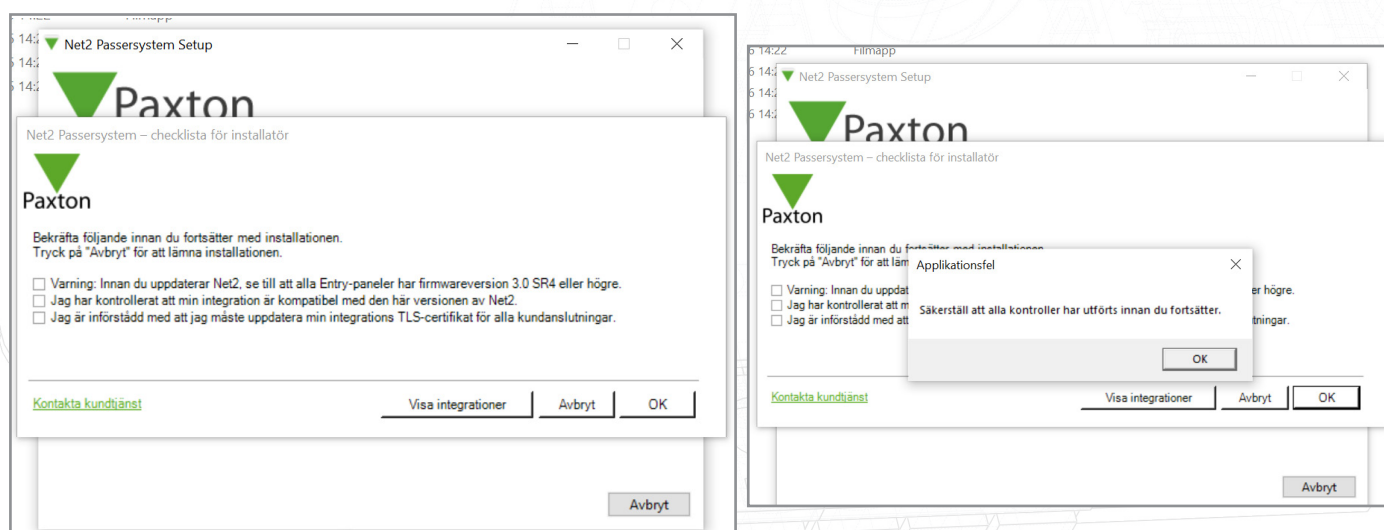 14:22 Filmapp
14:2
14:2
14:2
Net2 Passersystem Setup
Paxton
Net2 Passersystem – checklista för installatör
Paxton
Bekräfta följande innan du fortsätter med installationen.
Tryck på "Avbryt" för att lämna installationen.
Varning: Innan du uppdaterar Net2, se till att alla Entry-paneler har firmwareversion 3.0 SR4 eller högre.
Jag har kontrollerat att min integration är kompatibel med den här versionen av Net2.
Jag är införstådd med att jag måste uppdatera min integrations TLS-certifikat för alla kundanslutningar.
Kontakta kundtjänst
Visa integrationer
Avbryt
OK
Avbryt
14:22 Filmapp
14:2
14:2
14:2
Net2 Passersystem Setup
Paxton
Net2 Passersystem – checklista för installatör
Paxton
Bekräfta följande innan du fortsätter med installationen.
Tryck på "Avbryt" för att läm
Varning: Innan du uppdat er högre.
Jag har kontrollerat att m
Jag är införstådd med att tningar.
Applikationsfel
Säkerställ att alla kontroller har utförts innan du fortsätter.
OK
Kontakta kundtjänst
Visa integrationer
Avbryt
OK
Avbryt